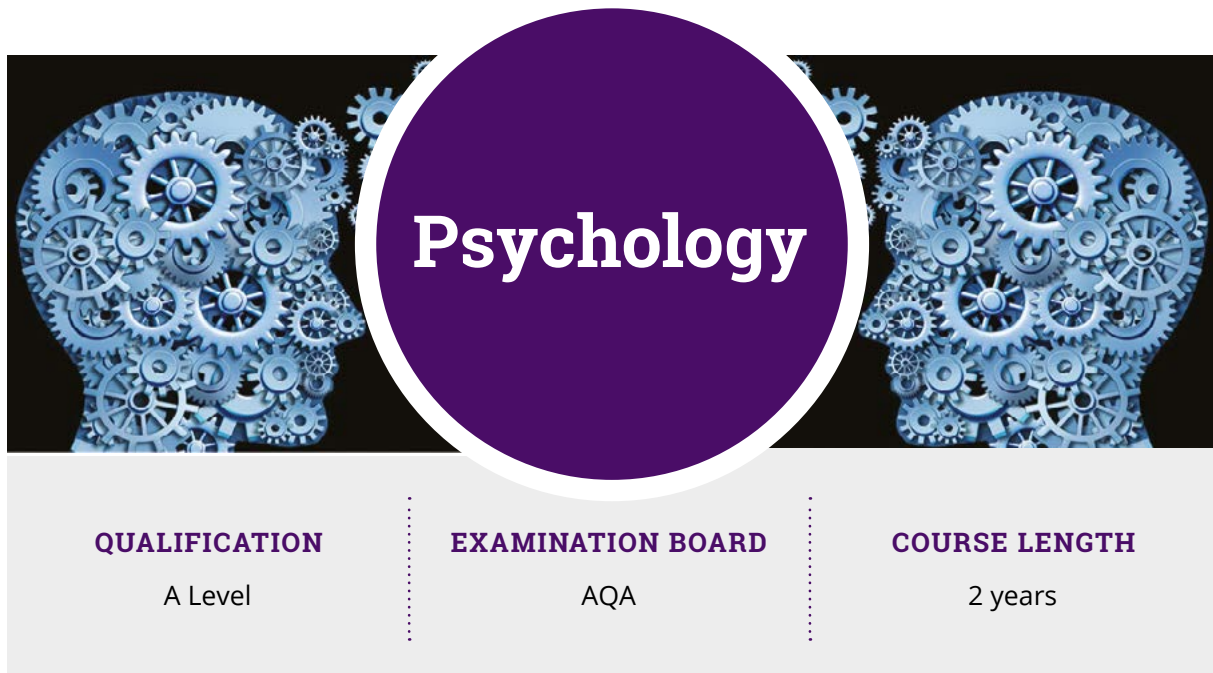 Psychology
QUALIFICATION
A Level
EXAMINATION BOARD
AQA
COURSE LENGTH
2 years